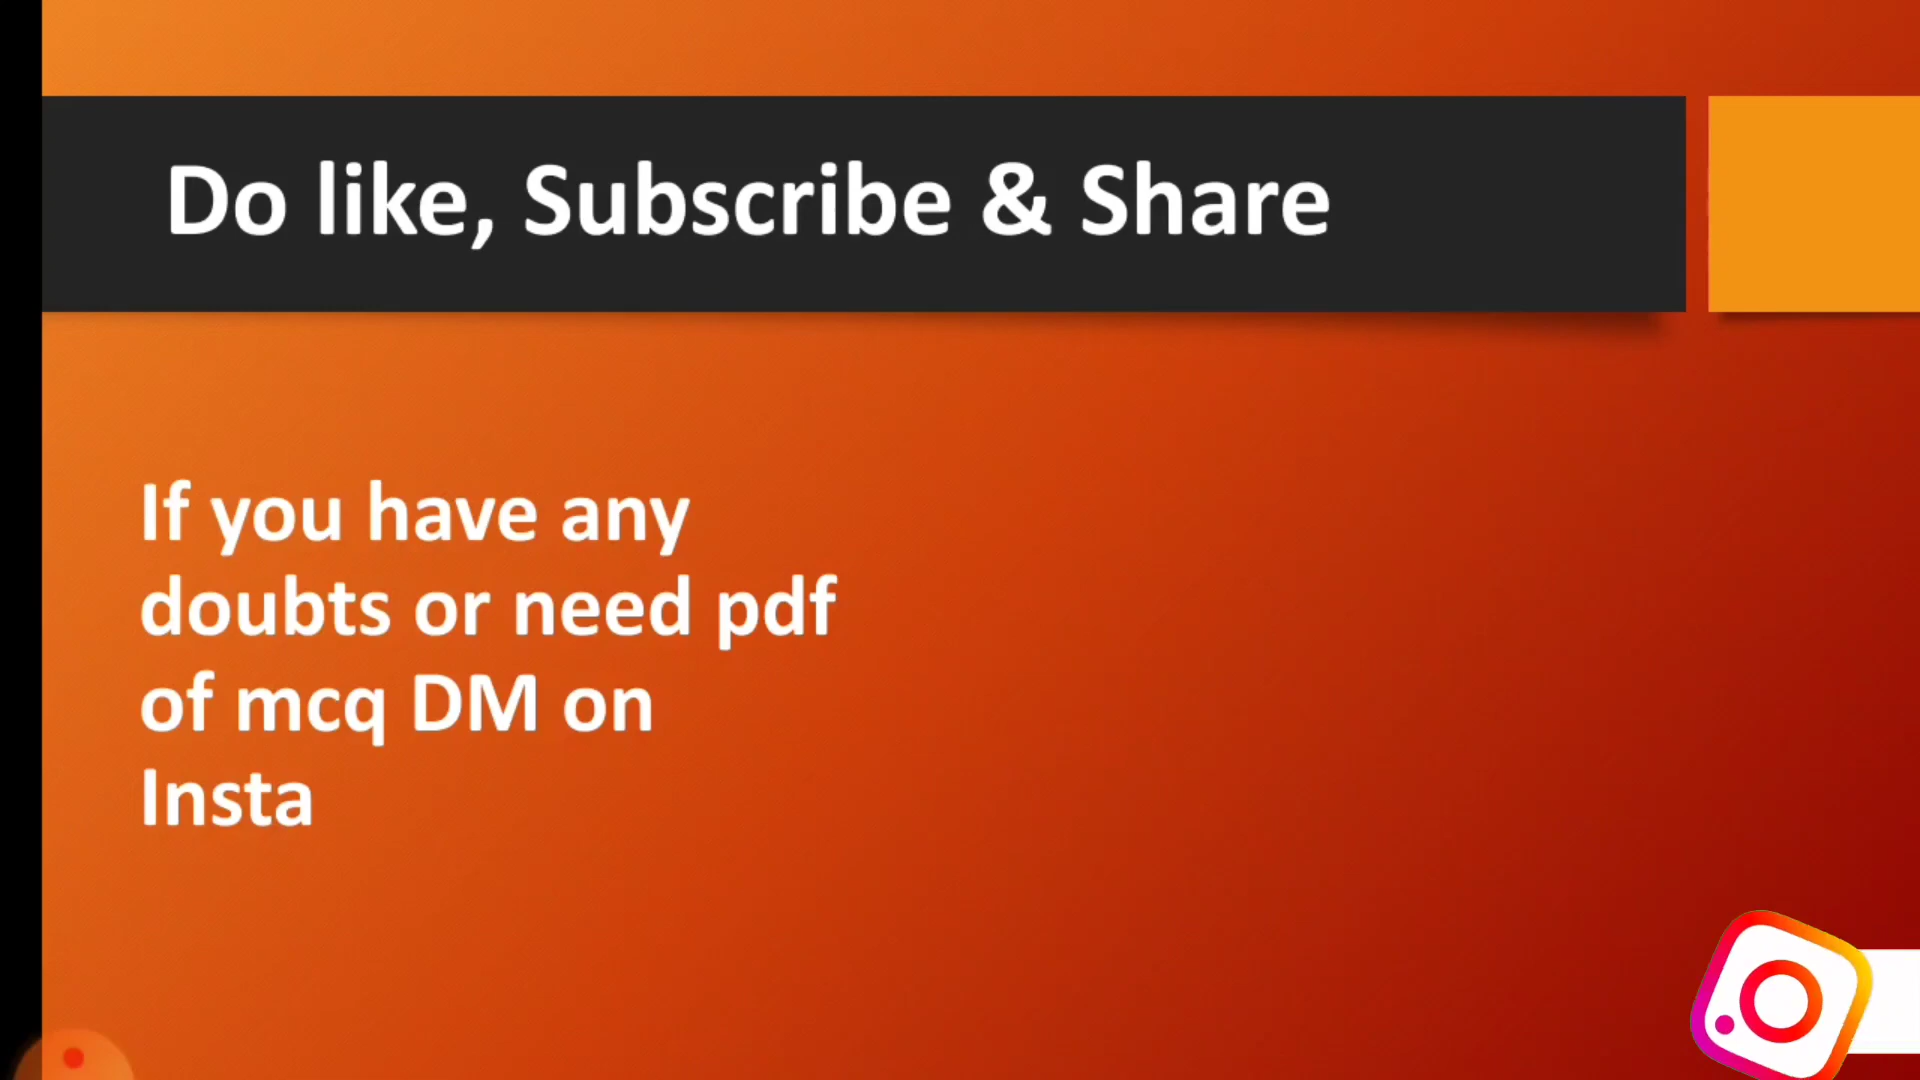 Do like, Subscribe & Share
If you have any
doubts or need pdf
of mcq DM on
Insta